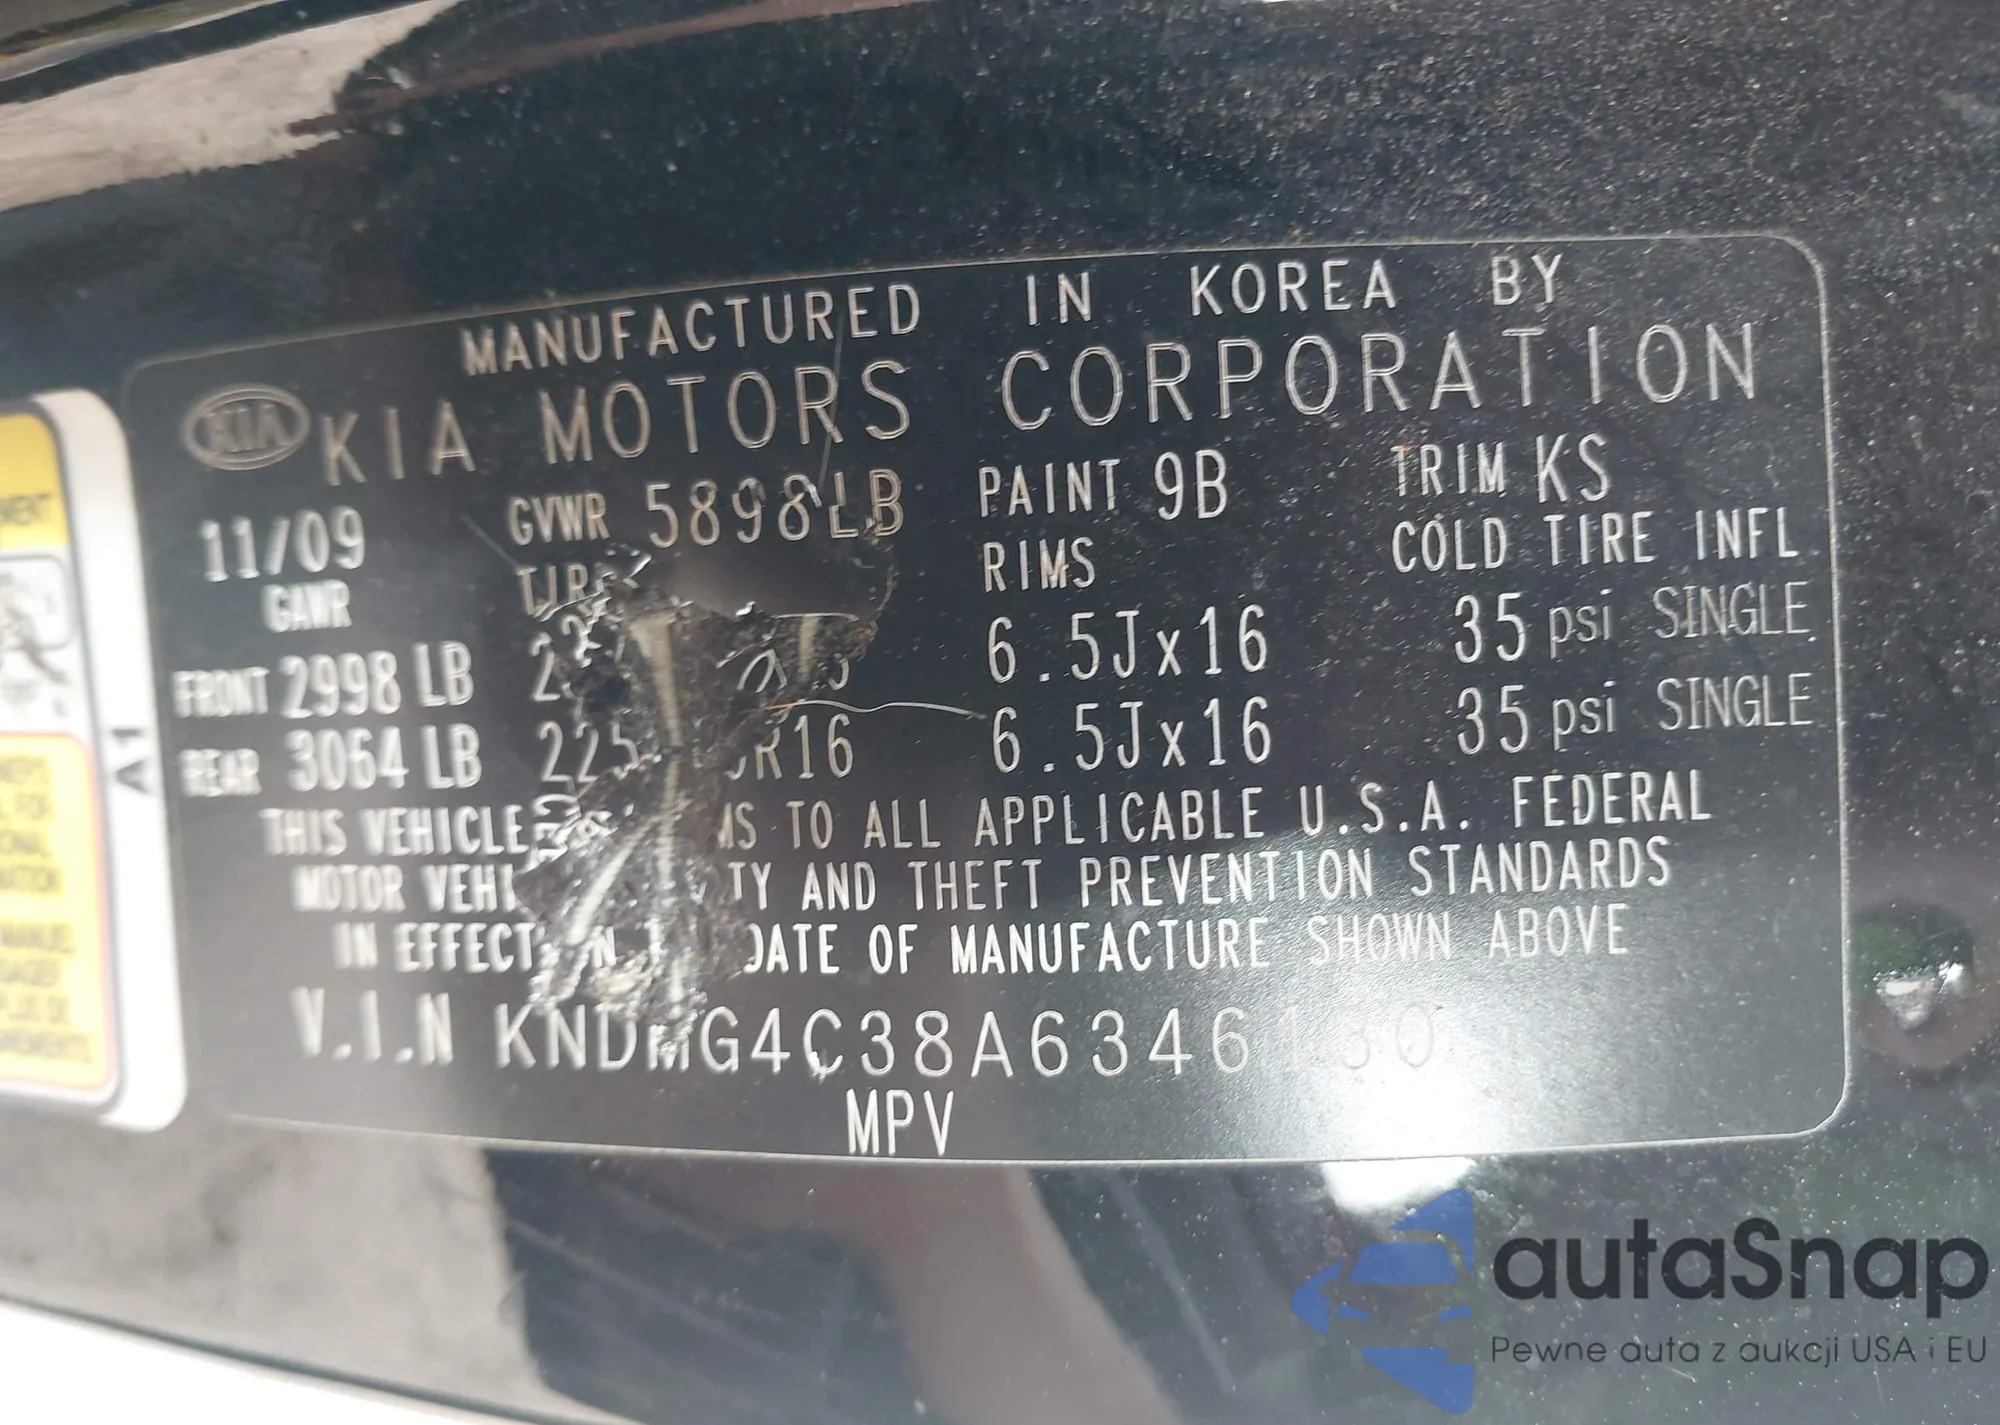 MANUFACTURED IN KOREA BY
KIA KIA MOTORS CORPORATION
11/09 GVWR 5898LB PAINT 9B TRIM KS
GAWR RIMS COLD TIRE INFL
FRONT 2998 LB 6.5Jx16 35 psi SINGLE
REAR 3064 LB 6.5Jx16 35 psi SINGLE
THIS VEHICLE TO ALL APPLICABLE U.S.A. FEDERAL
MOTOR AND THEFT PREVENTION STANDARDS
IN EFFECT DATE OF MANUFACTURE SHOWN ABOVE
V.I.N KNDMG4C38A6346130
MPV
A1
autaSnap
Pewne auta z aukcji USA i EU